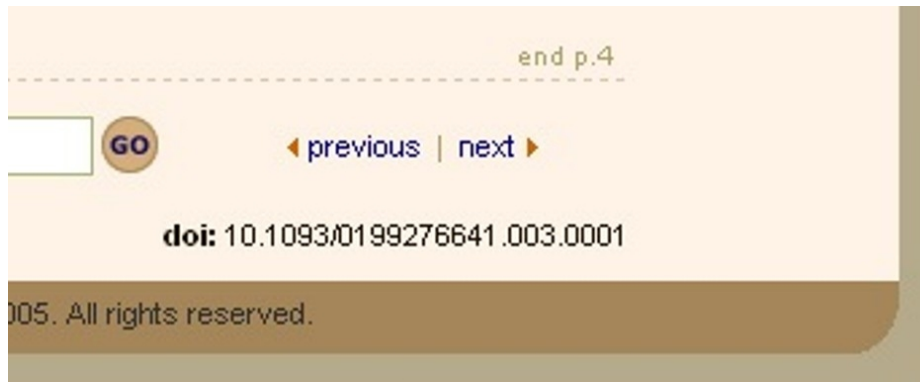 end p.4
GO previous | next
doi: 10.1093/0199276641.003.0001
005. All rights reserved.